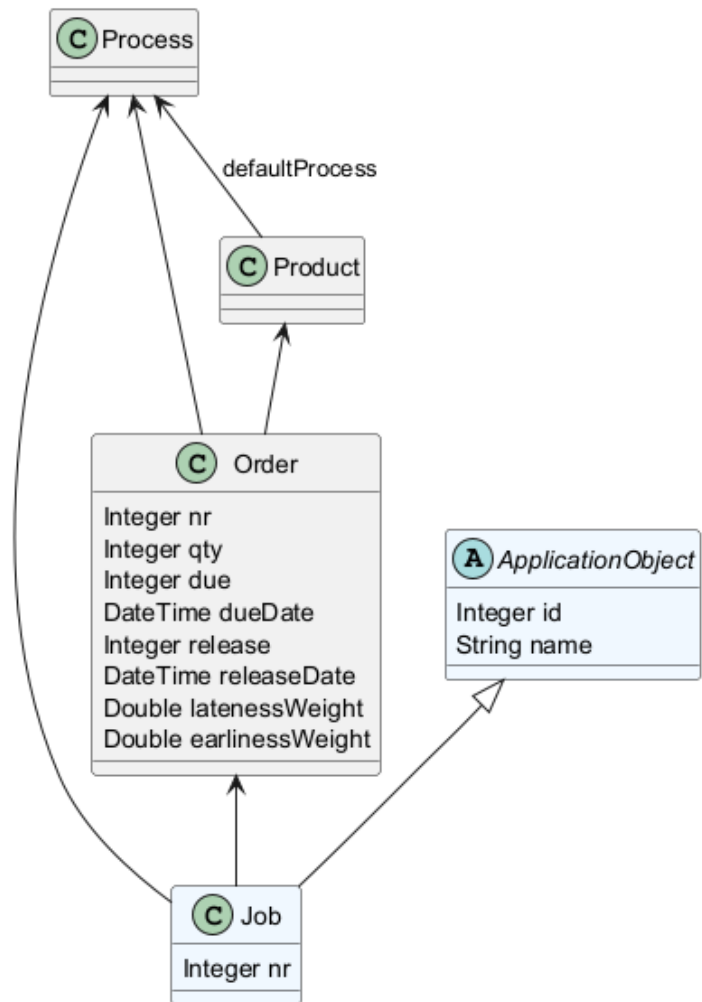 C Process
defaultProcess
C Product
C Order
Integer nr
Integer qty
Integer due
DateTime dueDate
Integer release
DateTime releaseDate
Double latenessWeight
Double earlinessWeight
A ApplicationObject
Integer id
String name
C Job
Integer nr